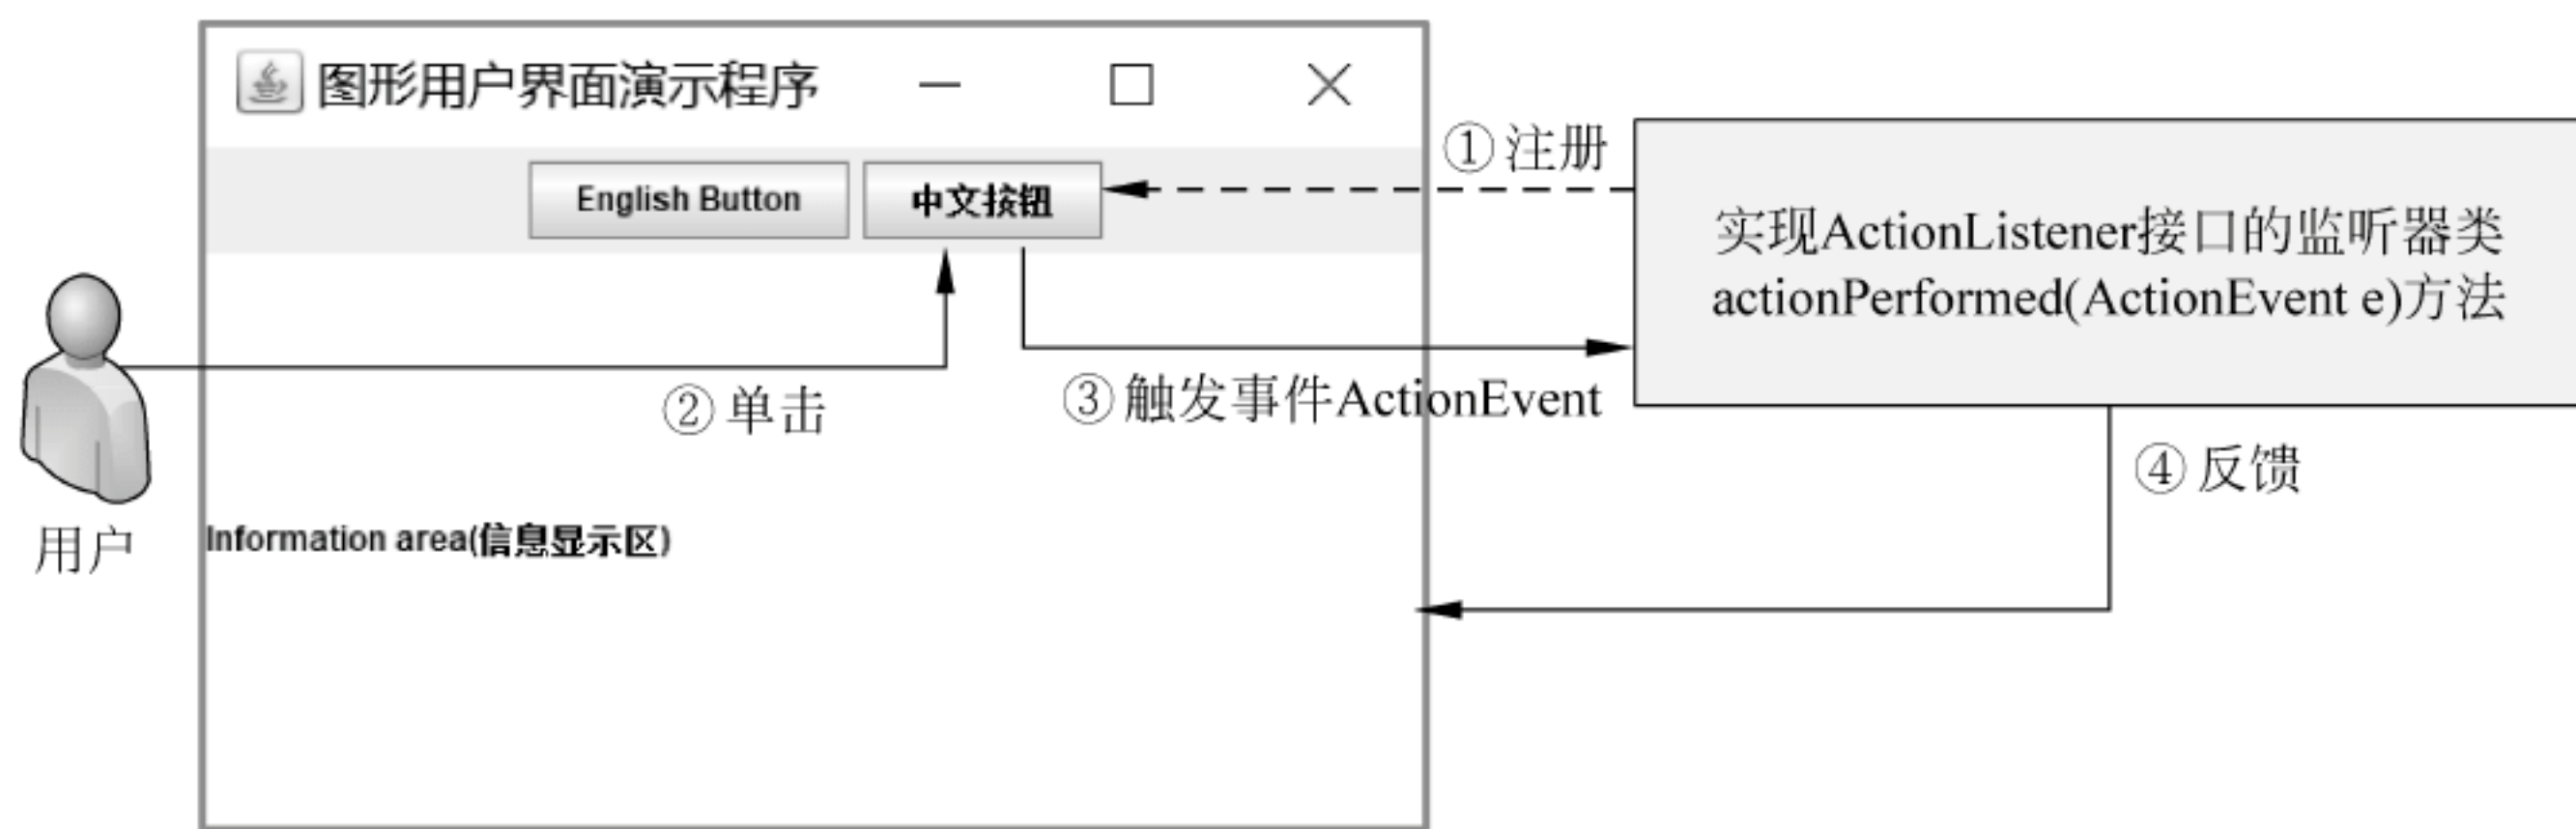 图形用户界面演示程序
①注册
English Button
中文按钮
实现ActionListener接口的监听器类
actionPerformed(ActionEvent e)方法
②单击
③触发事件ActionEvent
④反馈
用户
Information area(信息显示区)